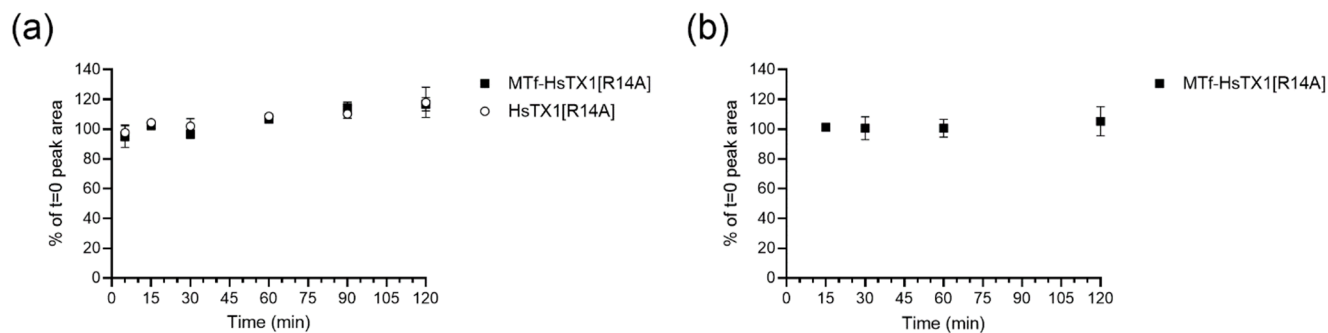 (a)
% of t=0 peak area
140
120
100
80
60
40
20
0
0 15 30 45 60 75 90 105 120
Time (min)
MTf-HsTX1[R14A]
HsTX1[R14A]
(b)
% of t=0 peak area
140
120
100
80
60
40
20
0
0 15 30 45 60 75 90 105 120
Time (min)
MTf-HsTX1[R14A]